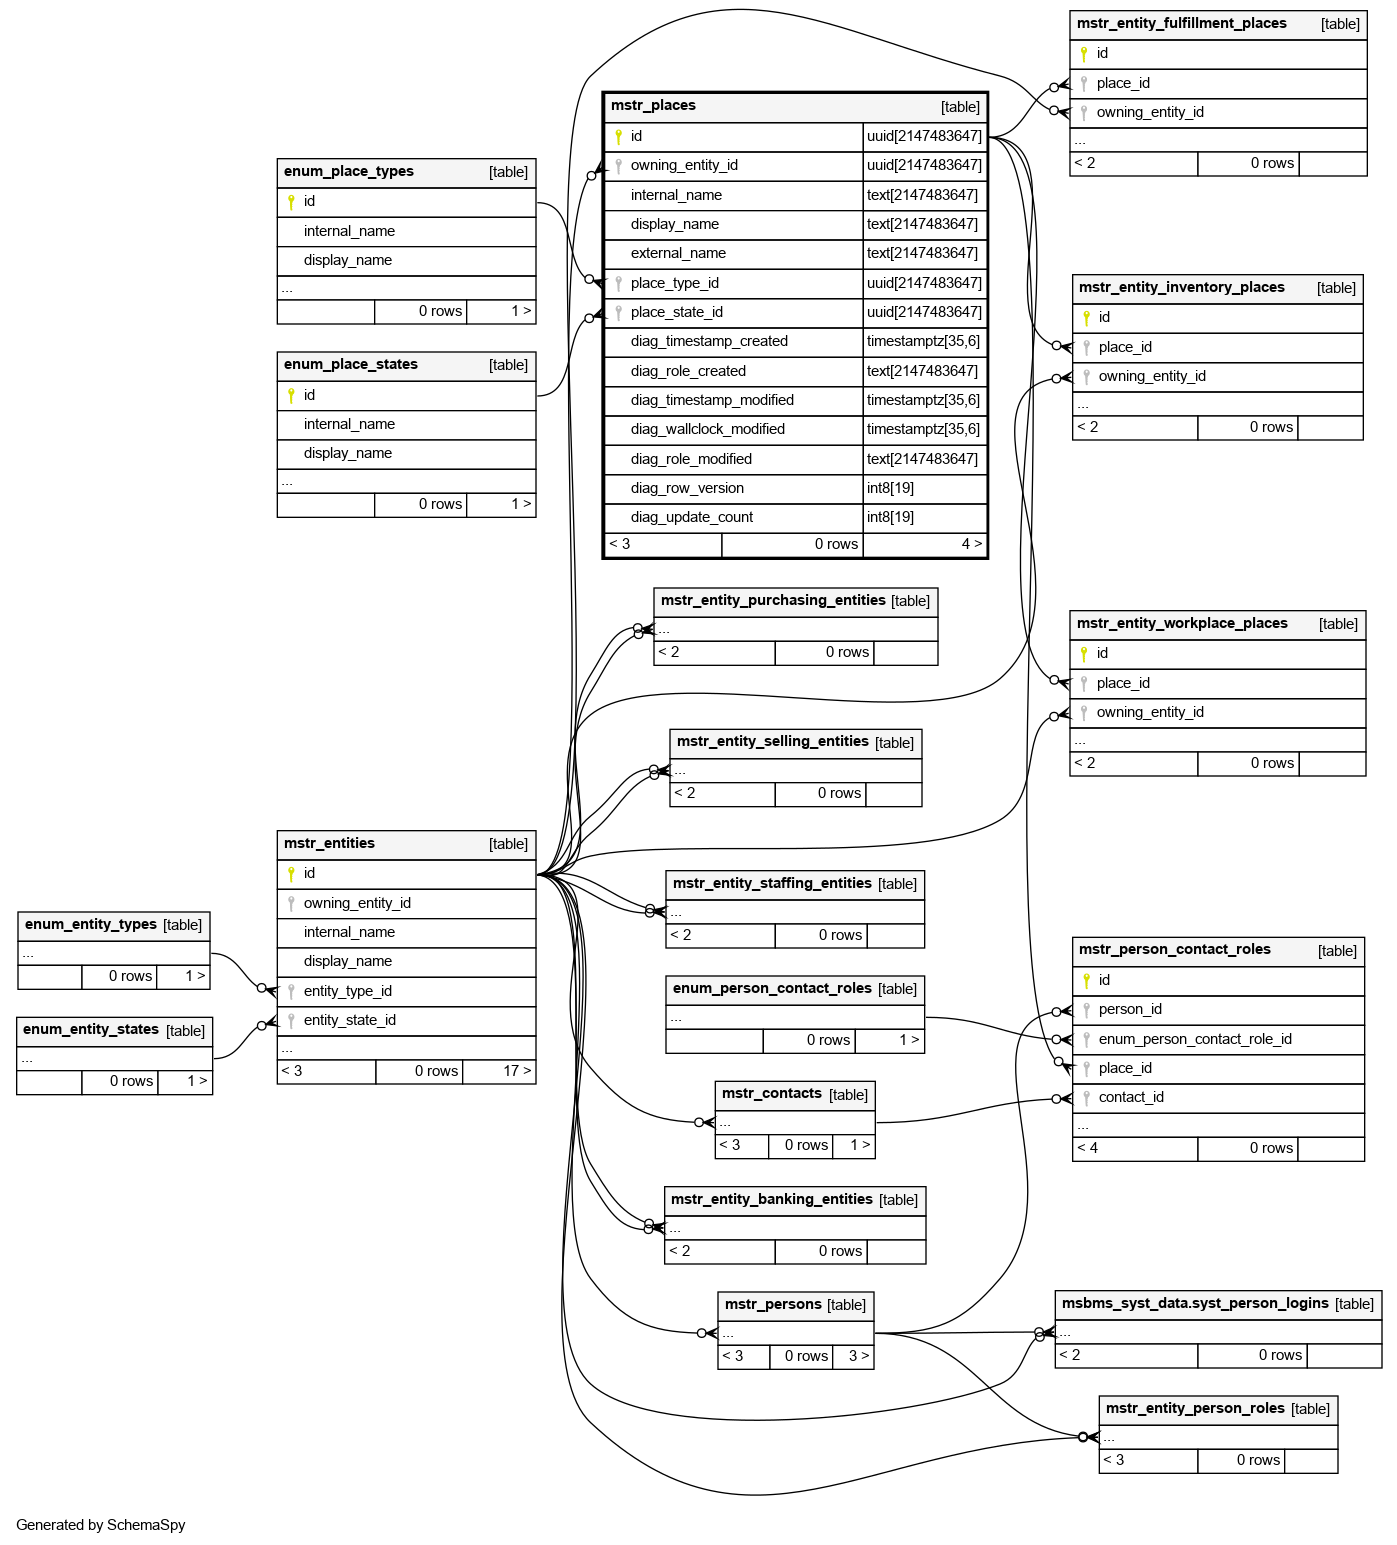 mstr_entity_fulfillment_places [table]
id
place_id
owning_entity_id
...
< 2 0 rows
mstr_places [table]
id uuid[2147483647]
owning_entity_id uuid[2147483647]
internal_name text[2147483647]
display_name text[2147483647]
external_name text[2147483647]
place_type_id uuid[2147483647]
place_state_id uuid[2147483647]
diag_timestamp_created timestamptz[35,6]
diag_role_created text[2147483647]
diag_timestamp_modified timestamptz[35,6]
diag_wallclock_modified timestamptz[35,6]
diag_role_modified text[2147483647]
diag_row_version int8[19]
diag_update_count int8[19]
< 3 0 rows 4 >
enum_place_types [table]
id
internal_name
display_name
...
0 rows 1 >
enum_place_states [table]
id
internal_name
display_name
...
0 rows 1 >
mstr_entity_inventory_places [table]
id
place_id
owning_entity_id
...
< 2 0 rows
mstr_entity_purchasing_entities [table]
...
< 2 0 rows
mstr_entity_workplace_places [table]
id
place_id
owning_entity_id
...
< 2 0 rows
mstr_entity_selling_entities [table]
...
< 2 0 rows
mstr_entities [table]
id
owning_entity_id
internal_name
display_name
entity_type_id
entity_state_id
...
< 3 0 rows 17 >
enum_entity_types [table]
...
0 rows 1 >
enum_entity_states [table]
...
0 rows 1 >
mstr_entity_staffing_entities [table]
...
< 2 0 rows
enum_person_contact_roles [table]
...
0 rows 1 >
mstr_person_contact_roles [table]
id
person_id
enum_person_contact_role_id
place_id
contact_id
...
< 4 0 rows
mstr_contacts [table]
...
< 3 0 rows 1 >
mstr_entity_banking_entities [table]
...
< 2 0 rows
mstr_persons [table]
...
< 3 0 rows 3 >
msbms_syst_data.syst_person_logins [table]
...
< 2 0 rows
mstr_entity_person_roles [table]
...
< 3 0 rows
Generated by SchemaSpy